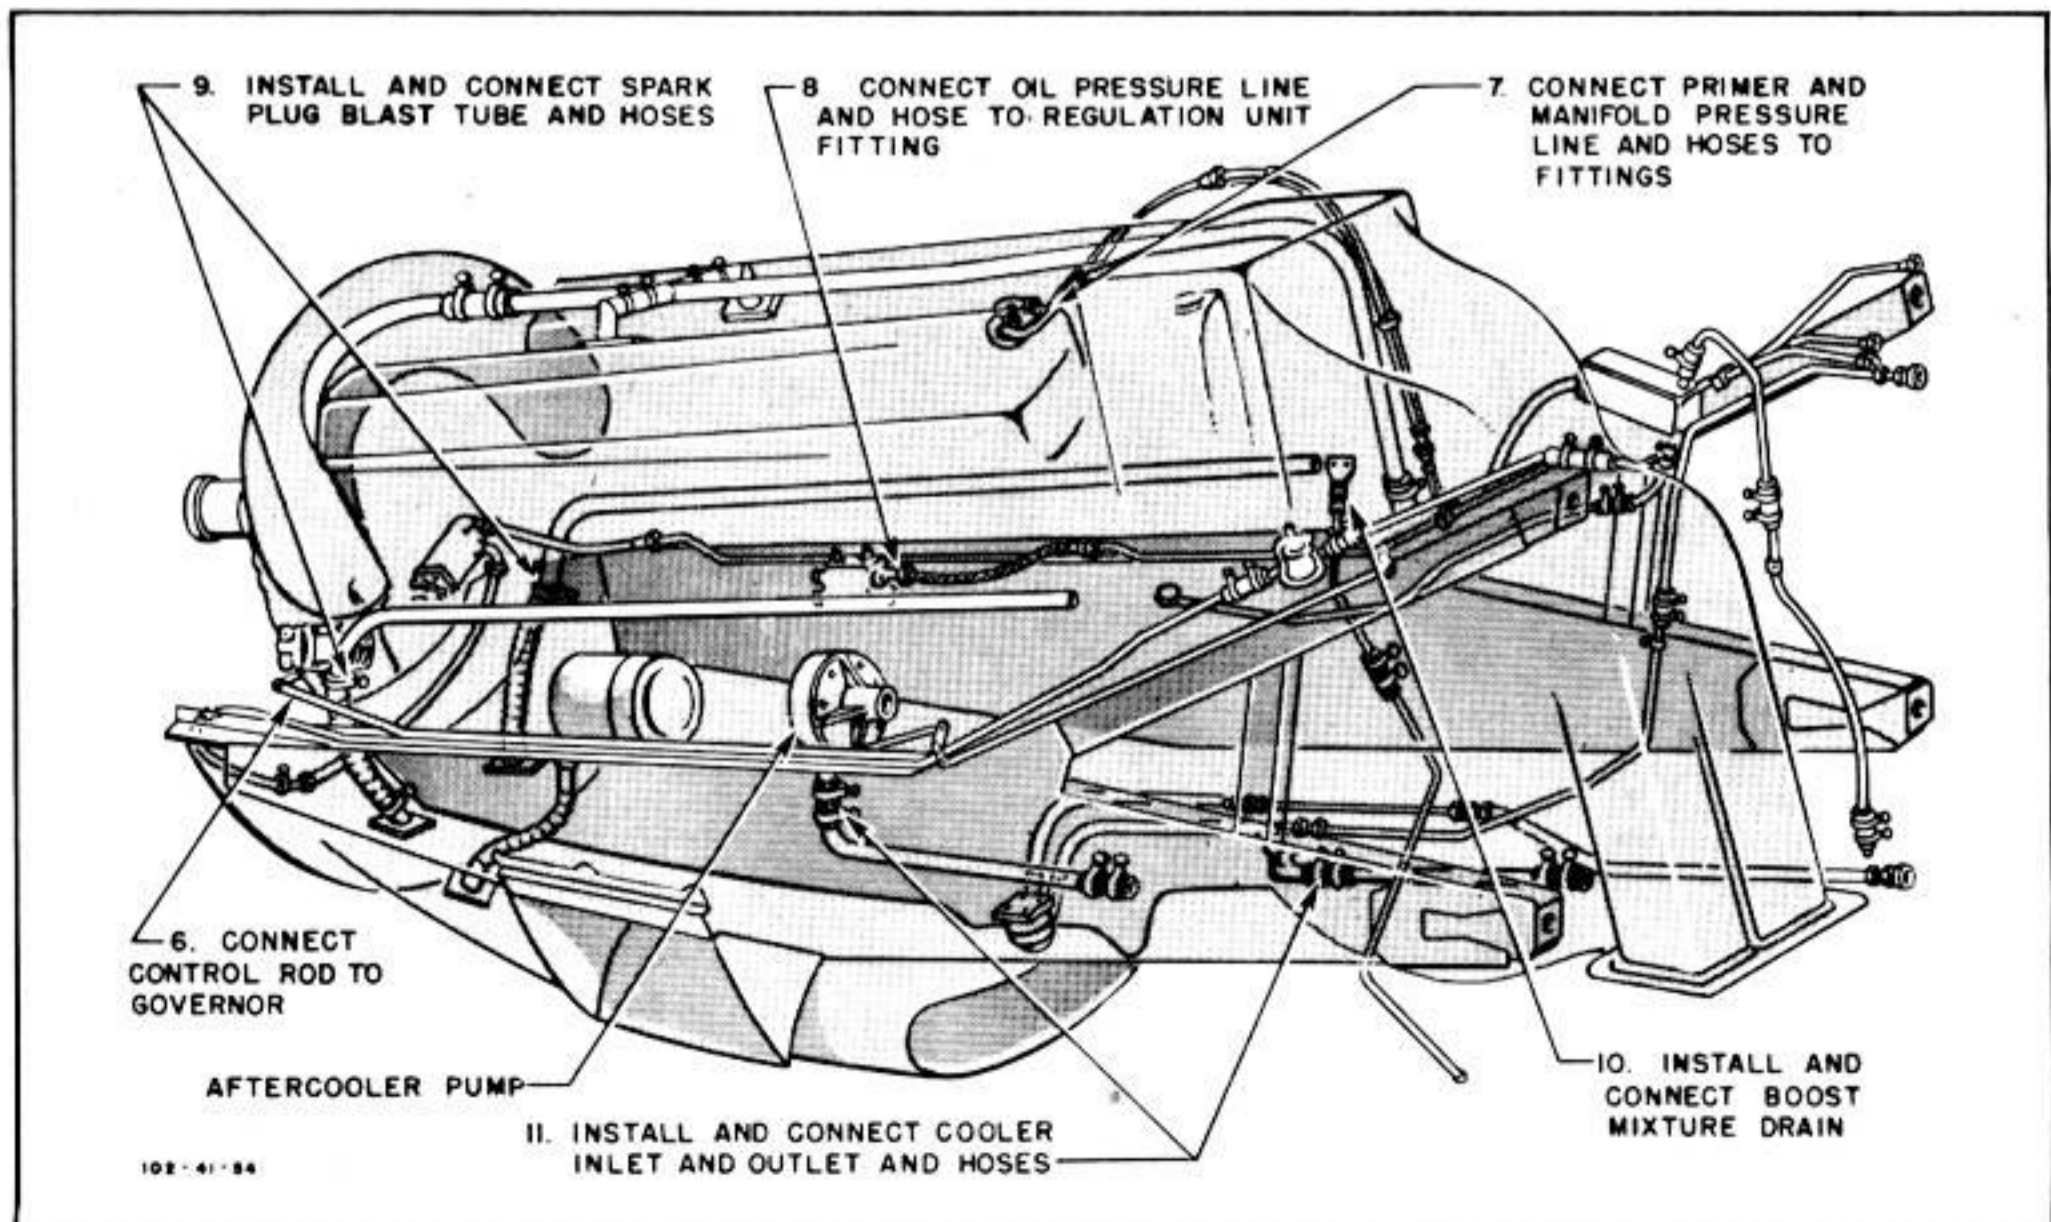 9. INSTALL AND CONNECT SPARK
PLUG BLAST TUBE AND HOSES
8 CONNECT OIL PRESSURE LINE
AND HOSE TO REGULATION UNIT
FITTING
7. CONNECT PRIMER AND
MANIFOLD PRESSURE
LINE AND HOSES TO
FITTINGS
6. CONNECT
CONTROL ROD TO
GOVERNOR
AFTERCOOLER PUMP
11. INSTALL AND CONNECT COOLER
INLET AND OUTLET AND HOSES
10. INSTALL AND
CONNECT BOOST
MIXTURE DRAIN
102-41-54